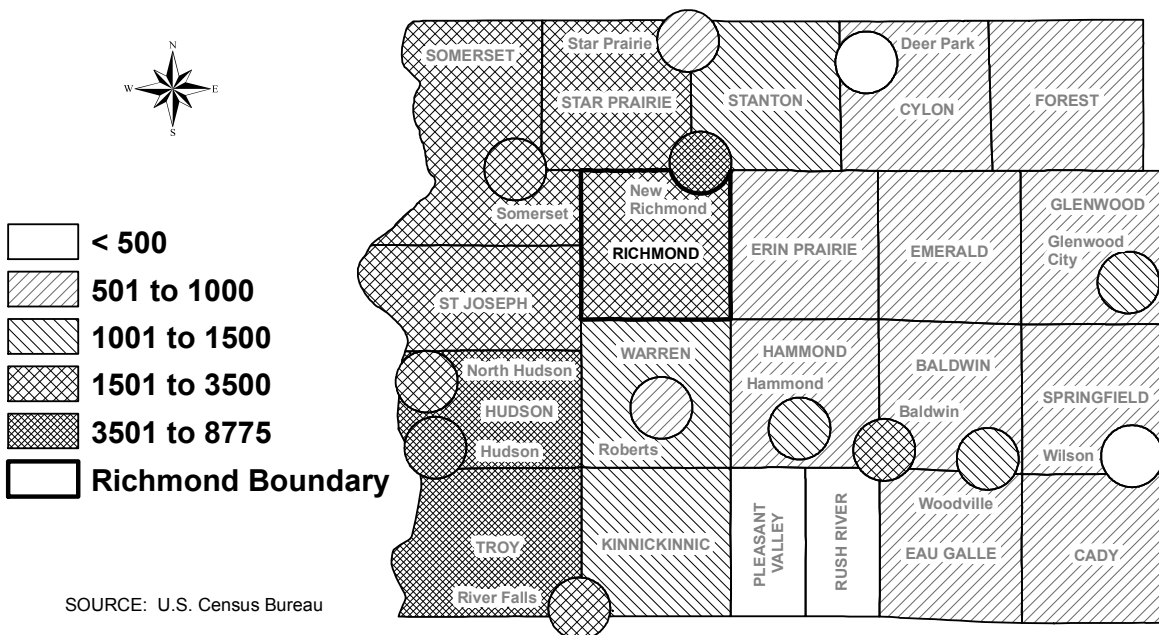 N
W
E
S
< 500
501 to 1000
1001 to 1500
1501 to 3500
3501 to 8775
Richmond Boundary
SOURCE: U.S. Census Bureau
SOMERSET
Star Prairie
STAR PRAIRIE
STANTON
Deer Park
CYLON
FOREST
Somerset
New
Richmond
RICHMOND
ERIN PRAIRIE
EMERALD
GLENWOOD
Glenwood
City
ST JOSEPH
North Hudson
HUDSON
Hudson
WARREN
Roberts
HAMMOND
Hammond
BALDWIN
Baldwin
SPRINGFIELD
Wilson
TROY
River Falls
KINNICKINNIC
PLEASANT
VALLEY
RUSH RIVER
Woodville
EAU GALLE
CADY